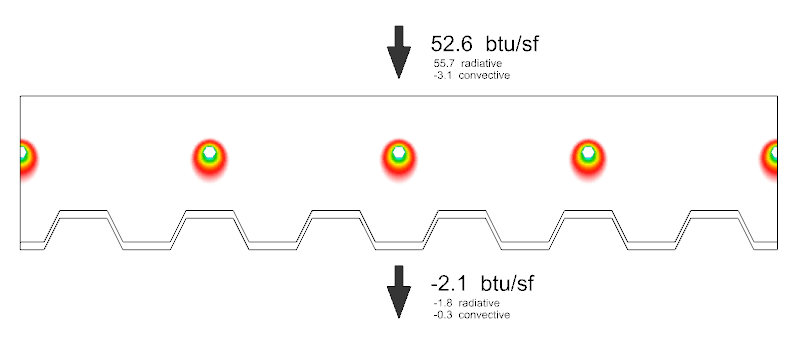 52.6 btu/sf
55.7 radiative
-3.1 convective
-2.1 btu/sf
-1.8 radiative
-0.3 convective